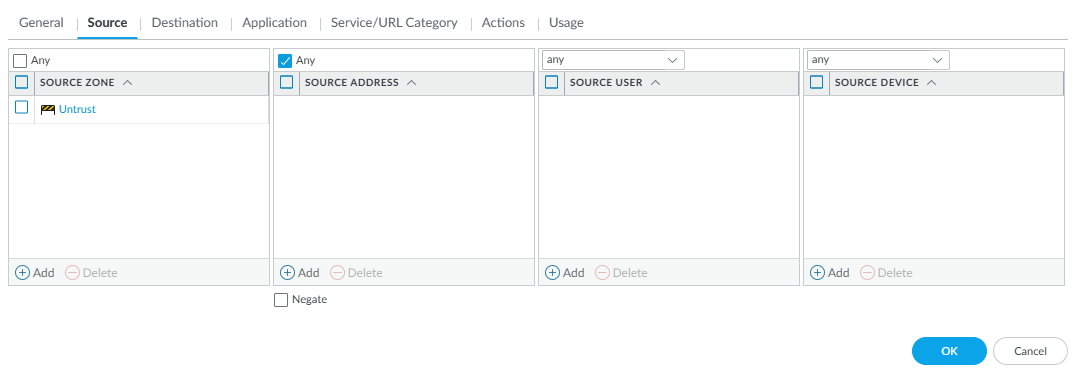 General Source Destination Application Service/URL Category Actions Usage
Any Any any any
SOURCE ZONE SOURCE ADDRESS SOURCE USER SOURCE DEVICE
Untrust
Add Delete Add Delete Add Delete Add Delete
Negate
OK Cancel